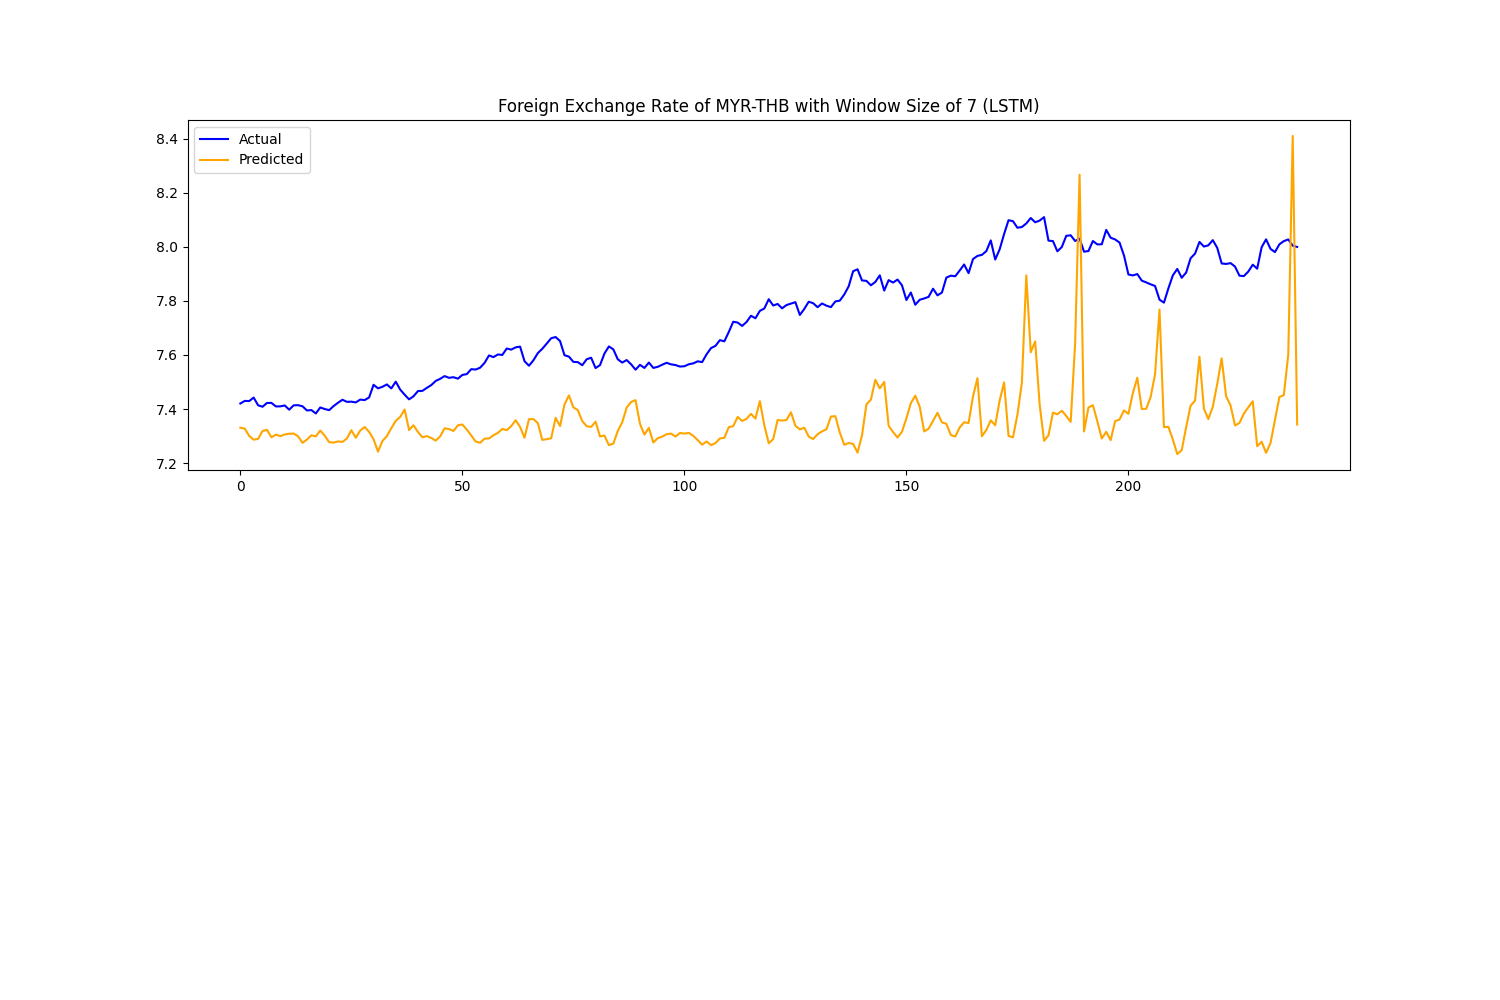 Foreign Exchange Rate of MYR-THB with Window Size of 7 (LSTM)
Actual
Predicted
8.4
8.2
8.0
7.8
7.6
7.4
7.2
0 50 100 150 200